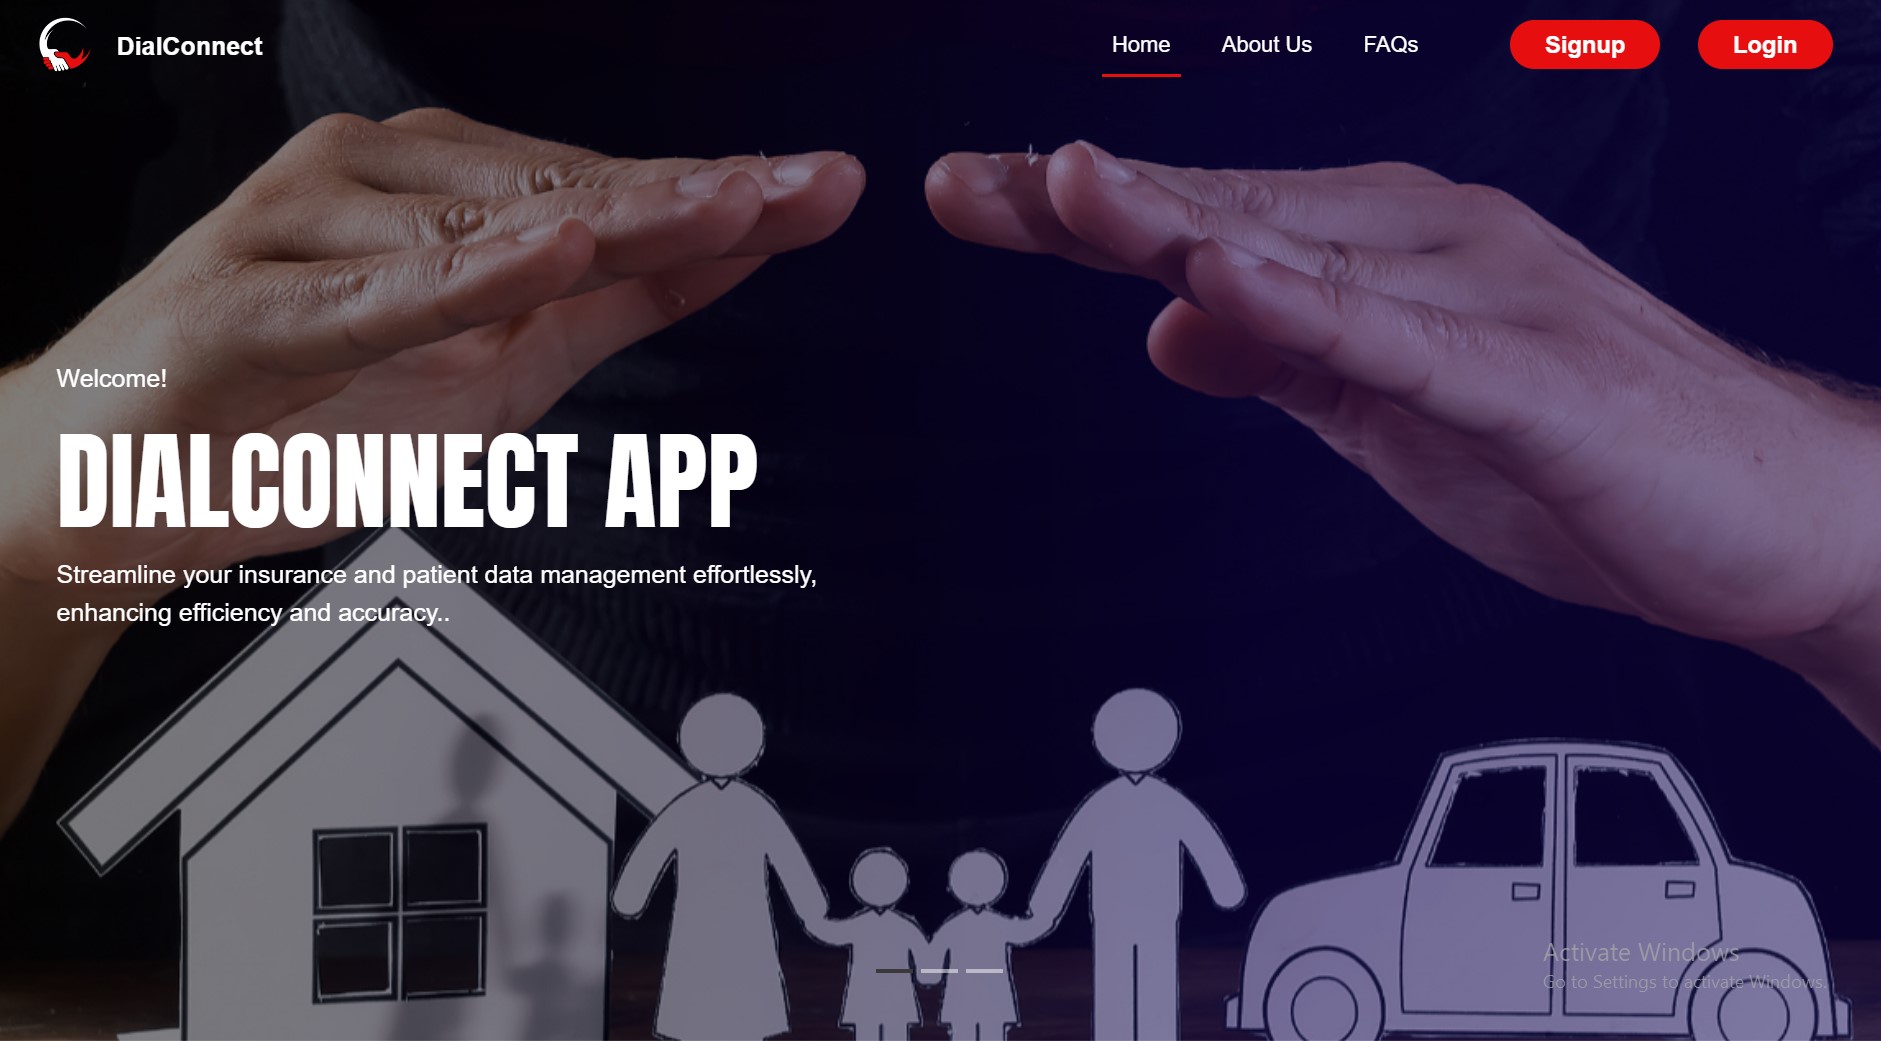 DialConnect
Home
About Us
FAQs
Signup
Login
Welcome!
DIALCONNECT APP
Streamline your insurance and patient data management effortlessly,
enhancing efficiency and accuracy..
Activate Windows
Go to Settings to activate Windows.